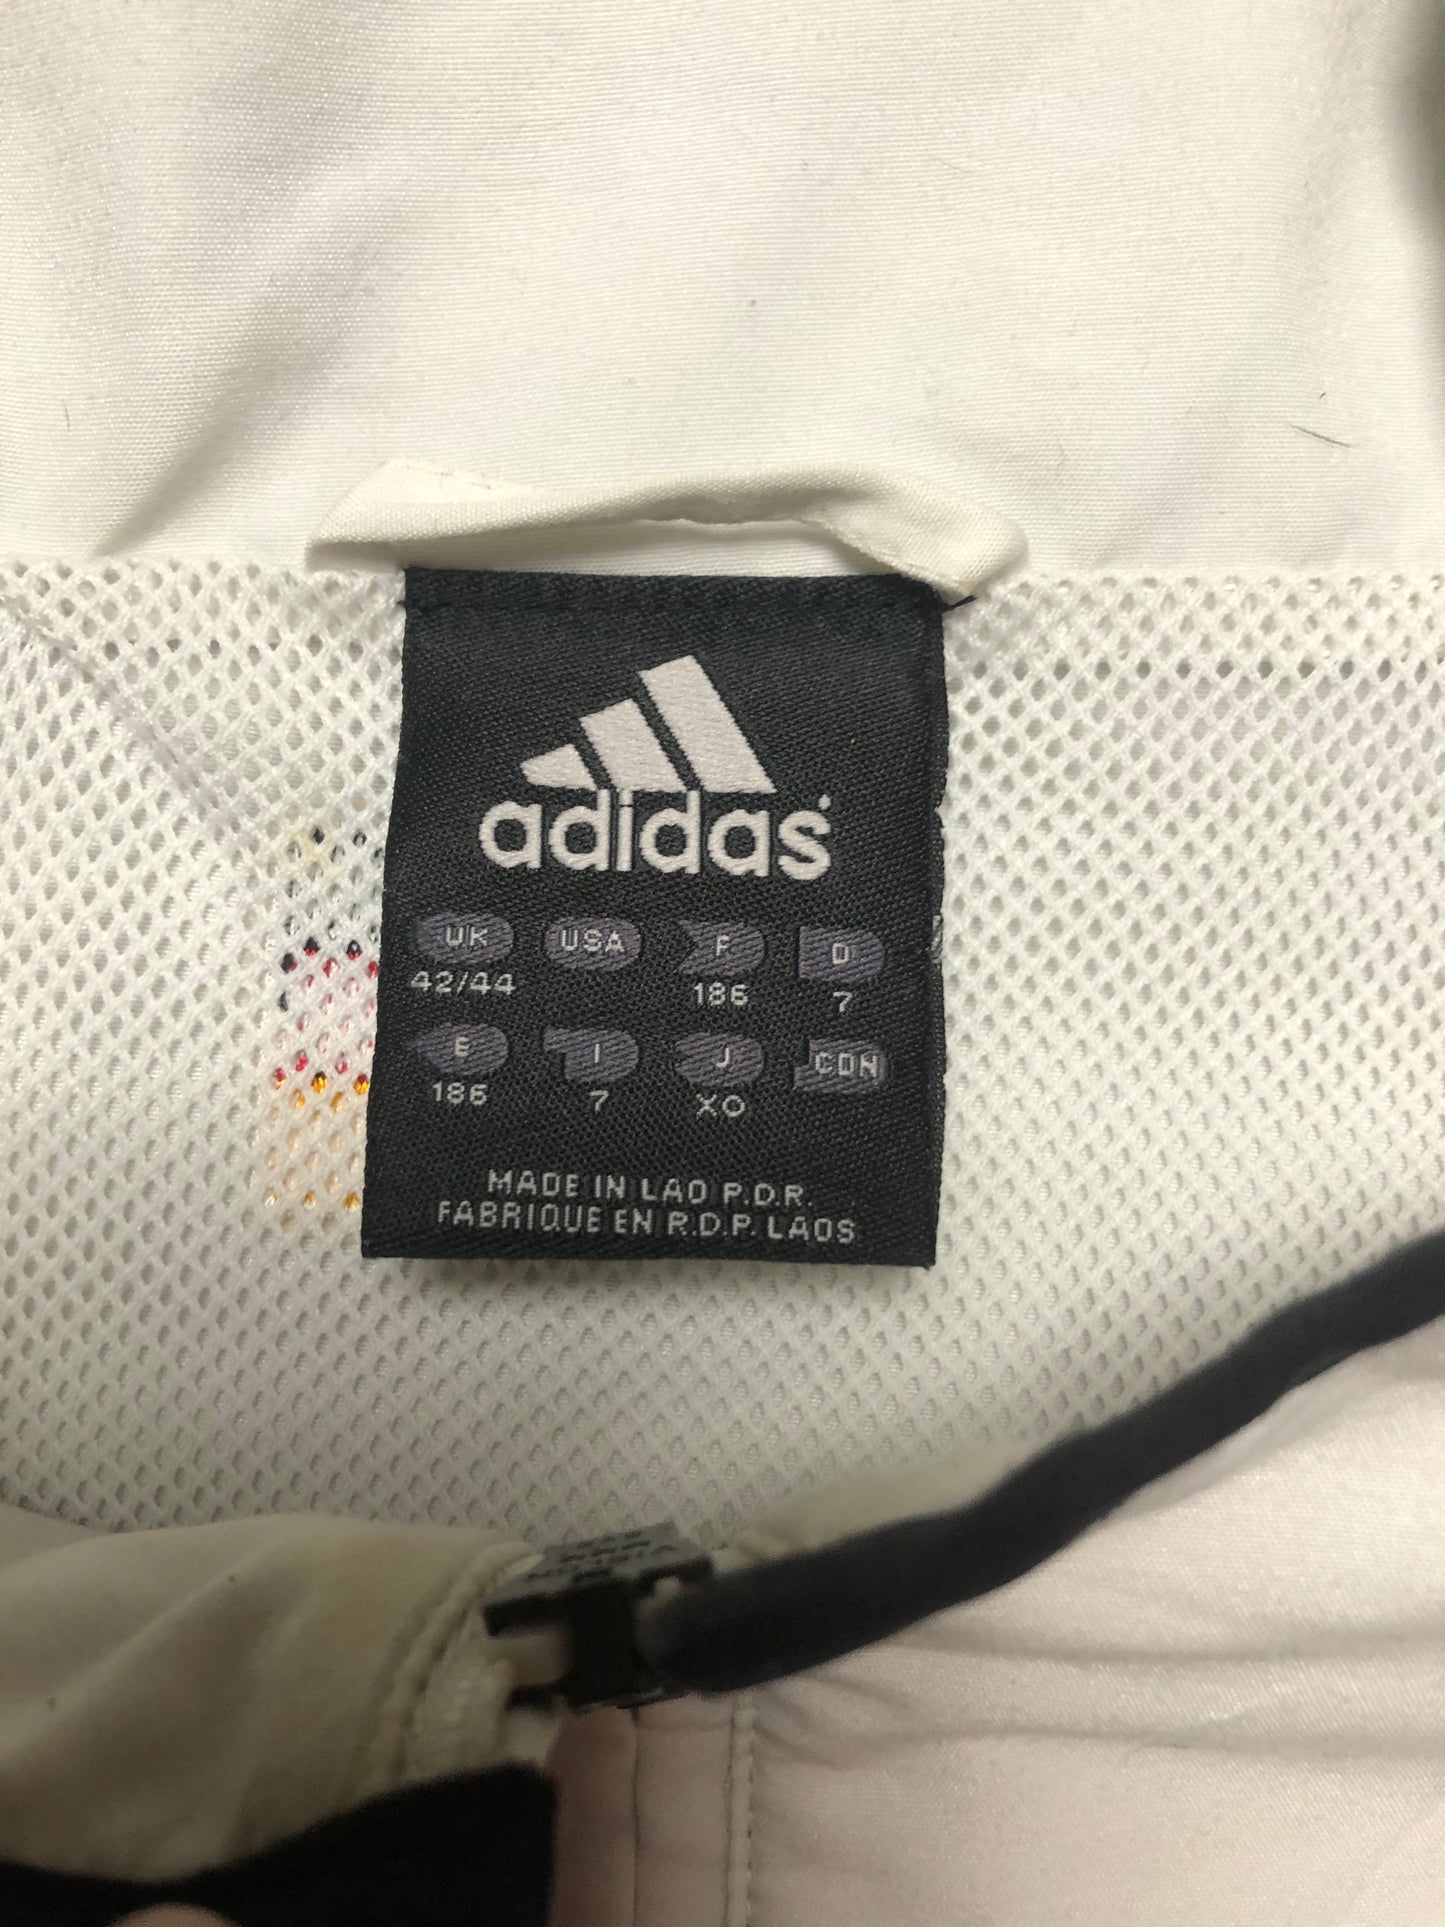 adidas
UK USA F D
42/44 186 7
E I J CDN
186 7 XO
MADE IN LAO P.D.R.
FABRIQUE EN R.D.P. LAOS